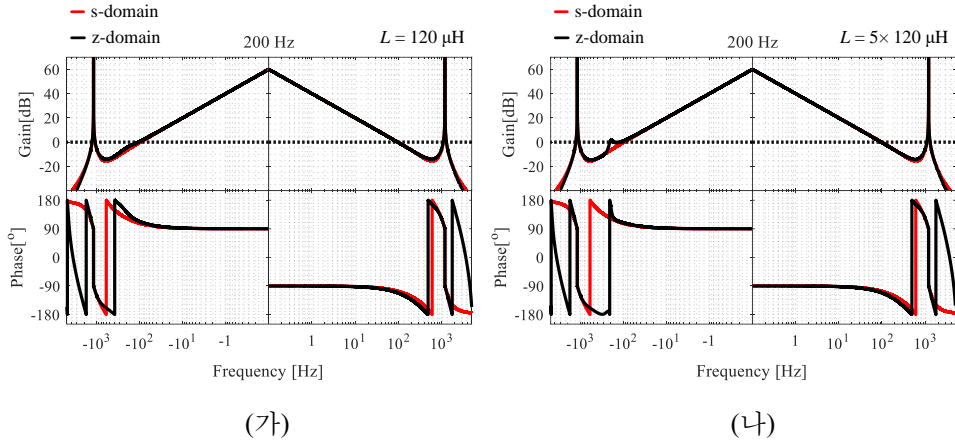 s-domain
z-domain
200 Hz
L = 120 μH
Gain[dB]
60
40
20
0
-20
Phase[°]
180
90
0
-90
-180
-10³ -10² -10¹ -1 1 10¹ 10² 10³
Frequency [Hz]
(가)
s-domain
z-domain
200 Hz
L = 5× 120 μH
Gain[dB]
60
40
20
0
-20
Phase[°]
180
90
0
-90
-180
-10³ -10² -10¹ -1 1 10¹ 10² 10³
Frequency [Hz]
(나)